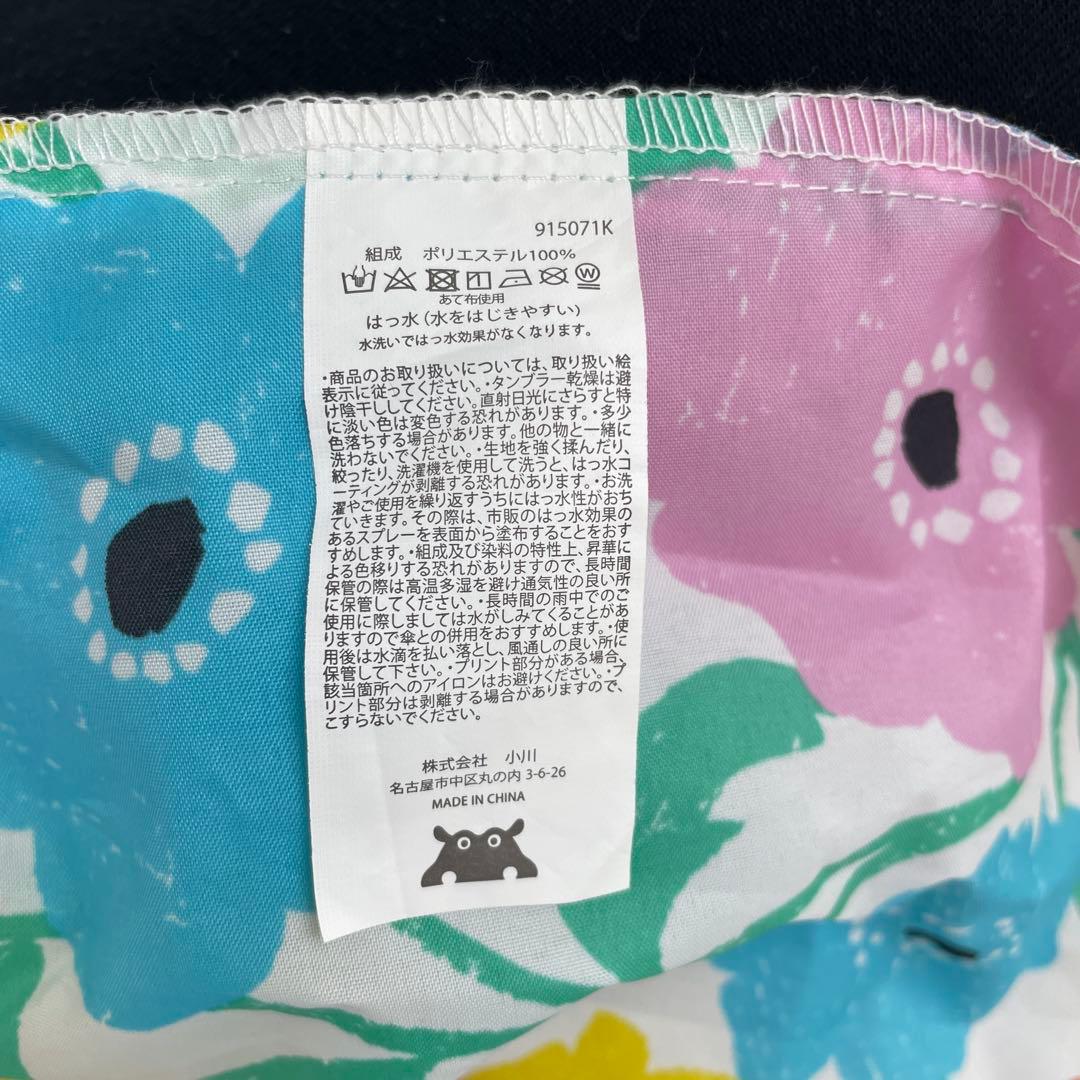 915071K
組成 ポリエステル100%
W
あて布使用
はっ水(水をはじきやすい)
水洗いではっ水効果がなくなります。
・商品のお取り扱いについては、取り扱い絵
表示に従ってください。・タンブラー乾燥は避
け陰干ししてください。直射日光にさらすと特
に淡い色は変色する恐れがあります。・多少
色落ちする場合があります。他の物と一緒に
洗わないでください。・生地を強く揉んだり、
絞ったり、洗濯機を使用して洗うと、はっ水コ
ーティングが剥離する恐れがあります。・お洗
濯やご使用を繰り返すうちにはっ水性がおち
ていきます。その際は、市販のはっ水効果の
あるスプレーを表面から塗布することをおす
すめします。・組成及び染料の特性上、昇華に
よる色移りする恐れがありますので、長時間
保管の際は高温多湿を避け通気性の良い所
に保管してください。・長時間の雨中でのご
使用に際しましては水がしみてくることがあ
りますので傘との併用をおすすめします。・使
用後は水滴を払い落とし、風通しの良い所に
保管して下さい。・プリント部分がある場合、
該当箇所へのアイロンはお避けください。・プ
リント部分は剥離する場合がありますので、
こすらないでください。
株式会社 小川
名古屋市中区丸の内 3-6-26
MADE IN CHINA